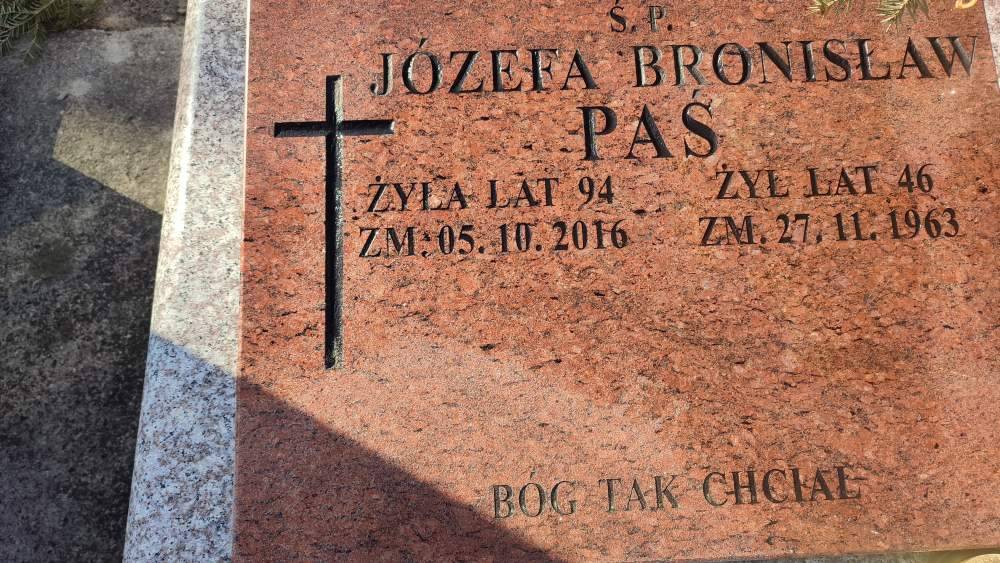 Ś. P.
JÓZEFA BRONISŁAW
PAŚ
ŻYŁA LAT 94 ŻYŁ LAT 46
ZM. 05. 10. 2016 ZM. 27. 11. 1963
BÓG TAK CHCIAŁ